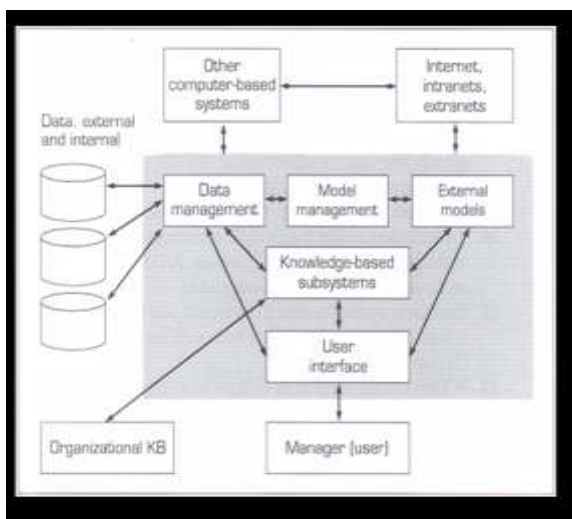 Other
computer-based
systems
Internet,
intranets,
extranets
Data, external
and internal
Data
management
Model
management
External
models
Knowledge-based
subsystems
User
interface
Organizational KB
Manager (user)